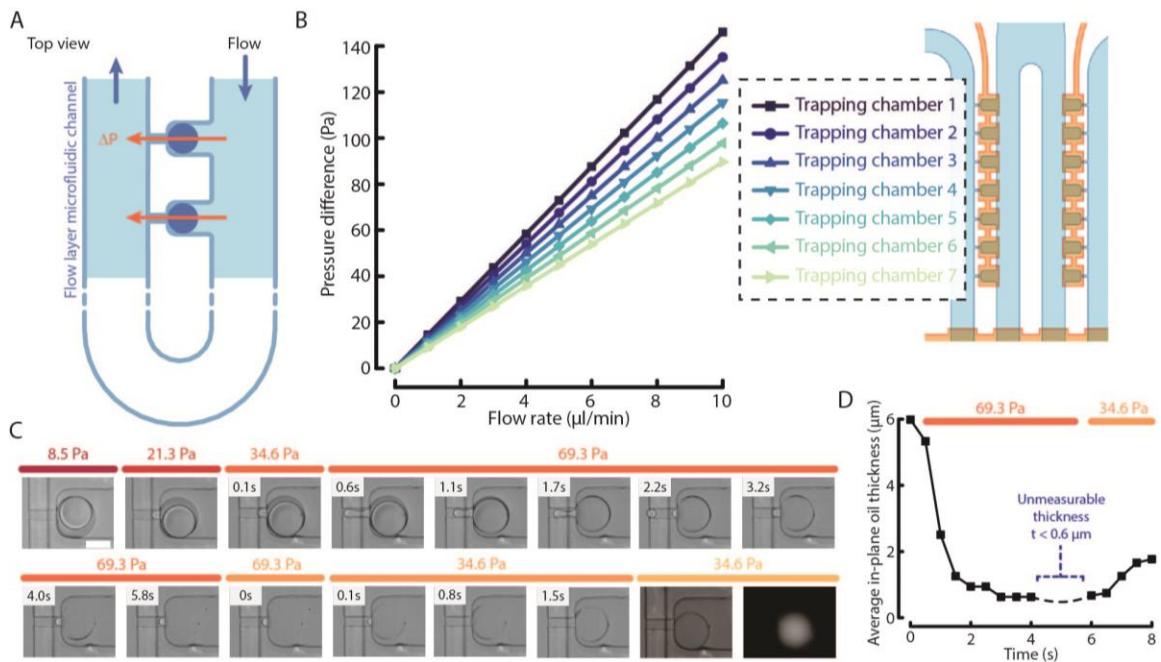 A
Top view
Flow
ΔP
Flow layer microfluidic channel
B
Pressure difference (Pa)
140
120
100
80
60
40
20
0
0
2
4
6
8
10
Flow rate (µl/min)
Trapping chamber 1
Trapping chamber 2
Trapping chamber 3
Trapping chamber 4
Trapping chamber 5
Trapping chamber 6
Trapping chamber 7
C
8.5 Pa
21.3 Pa
34.6 Pa
69.3 Pa
0.1s
0.6s
1.1s
1.7s
2.2s
3.2s
69.3 Pa
69.3 Pa
34.6 Pa
34.6 Pa
4.0s
5.8s
0s
0.1s
0.8s
1.5s
D
Average in-plane oil thickness (µm)
69.3 Pa
34.6 Pa
6
4
2
0
Unmeasurable
thickness
t < 0.6 µm
0
2
4
6
8
Time (s)